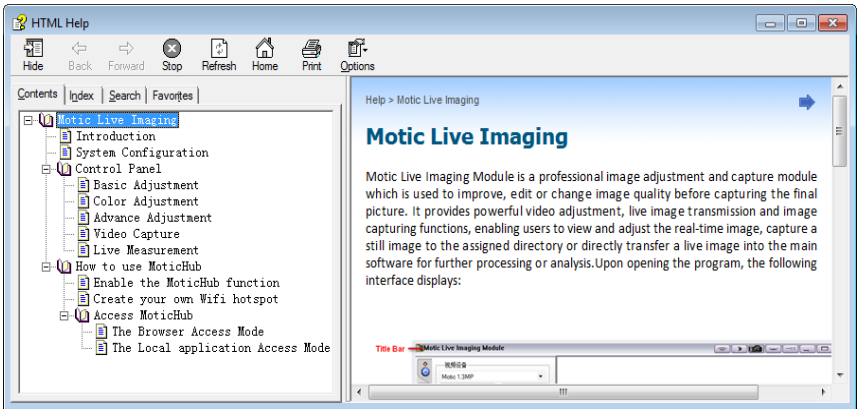 HTML Help
Hide Back Forward Stop Refresh Home Print Options
Contents Index Search Favorites
Motic Live Imaging
Introduction
System Configuration
Control Panel
Basic Adjustment
Color Adjustment
Advance Adjustment
Video Capture
Live Measurement
How to use MoticHub
Enable the MoticHub function
Create your own Wifi hotspot
Access MoticHub
The Browser Access Mode
The Local application Access Mode
Help > Motic Live Imaging
Motic Live Imaging
Motic Live Imaging Module is a professional image adjustment and capture module
which is used to improve, edit or change image quality before capturing the final
picture. It provides powerful video adjustment, live image transmission and image
capturing functions, enabling users to view and adjust the real-time image, capture a
still image to the assigned directory or directly transfer a live image into the main
software for further processing or analysis.Upon opening the program, the following
interface displays:
Title Bar Motic Live Imaging Module
视频设备
Motic 1.3MP